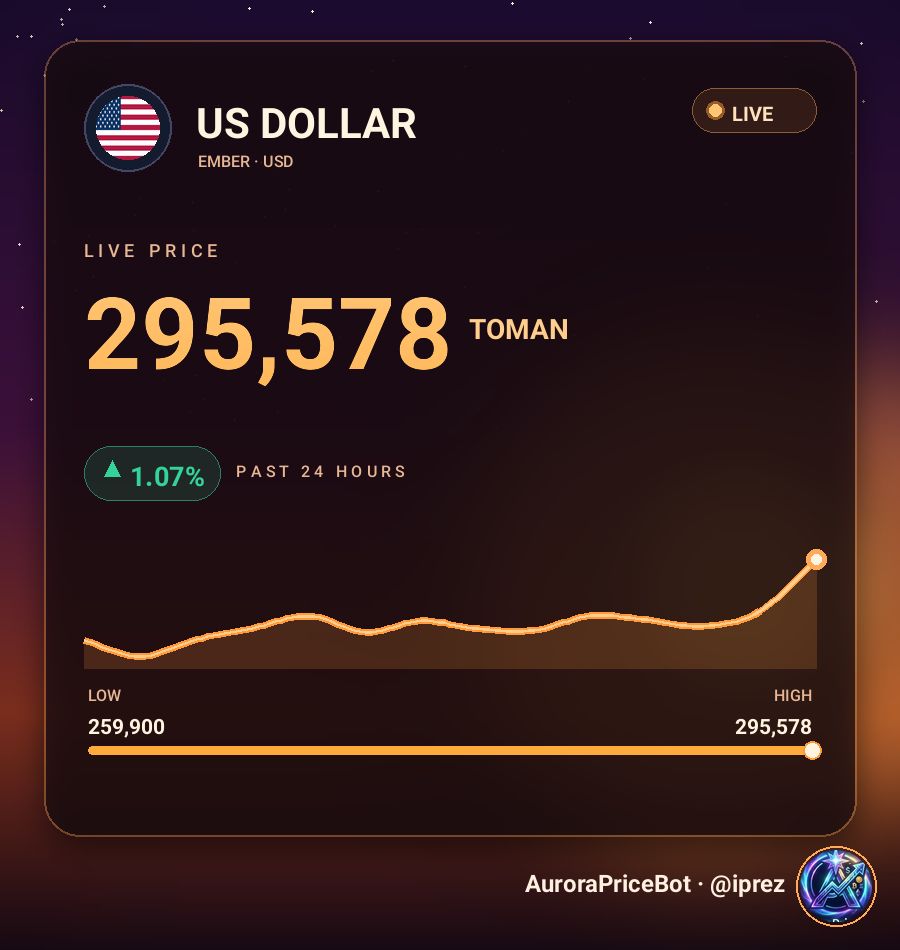 US DOLLAR
LIVE
EMBER · USD
LIVE PRICE
295,578 TOMAN
▲ 1.07% PAST 24 HOURS
LOW HIGH
259,900 295,578
AuroraPriceBot · @iprez